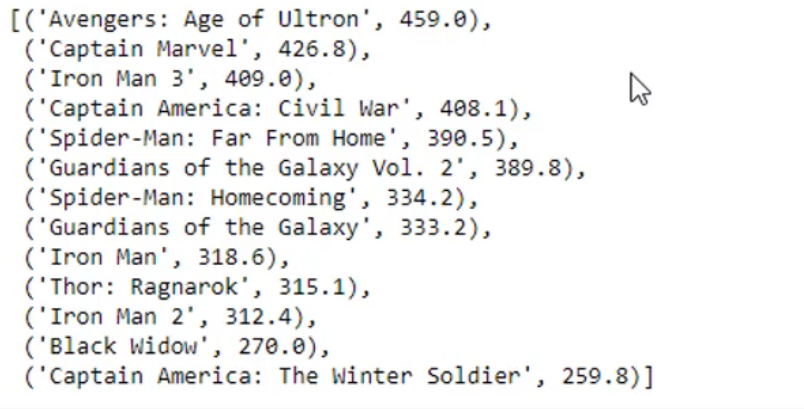 [('Avengers: Age of Ultron', 459.0),
('Captain Marvel', 426.8),
('Iron Man 3', 409.0),
('Captain America: Civil War', 408.1),
('Spider-Man: Far From Home', 390.5),
('Guardians of the Galaxy Vol. 2', 389.8),
('Spider-Man: Homecoming', 334.2),
('Guardians of the Galaxy', 333.2),
('Iron Man', 318.6),
('Thor: Ragnarok', 315.1),
('Iron Man 2', 312.4),
('Black Widow', 270.0),
('Captain America: The Winter Soldier', 259.8)]